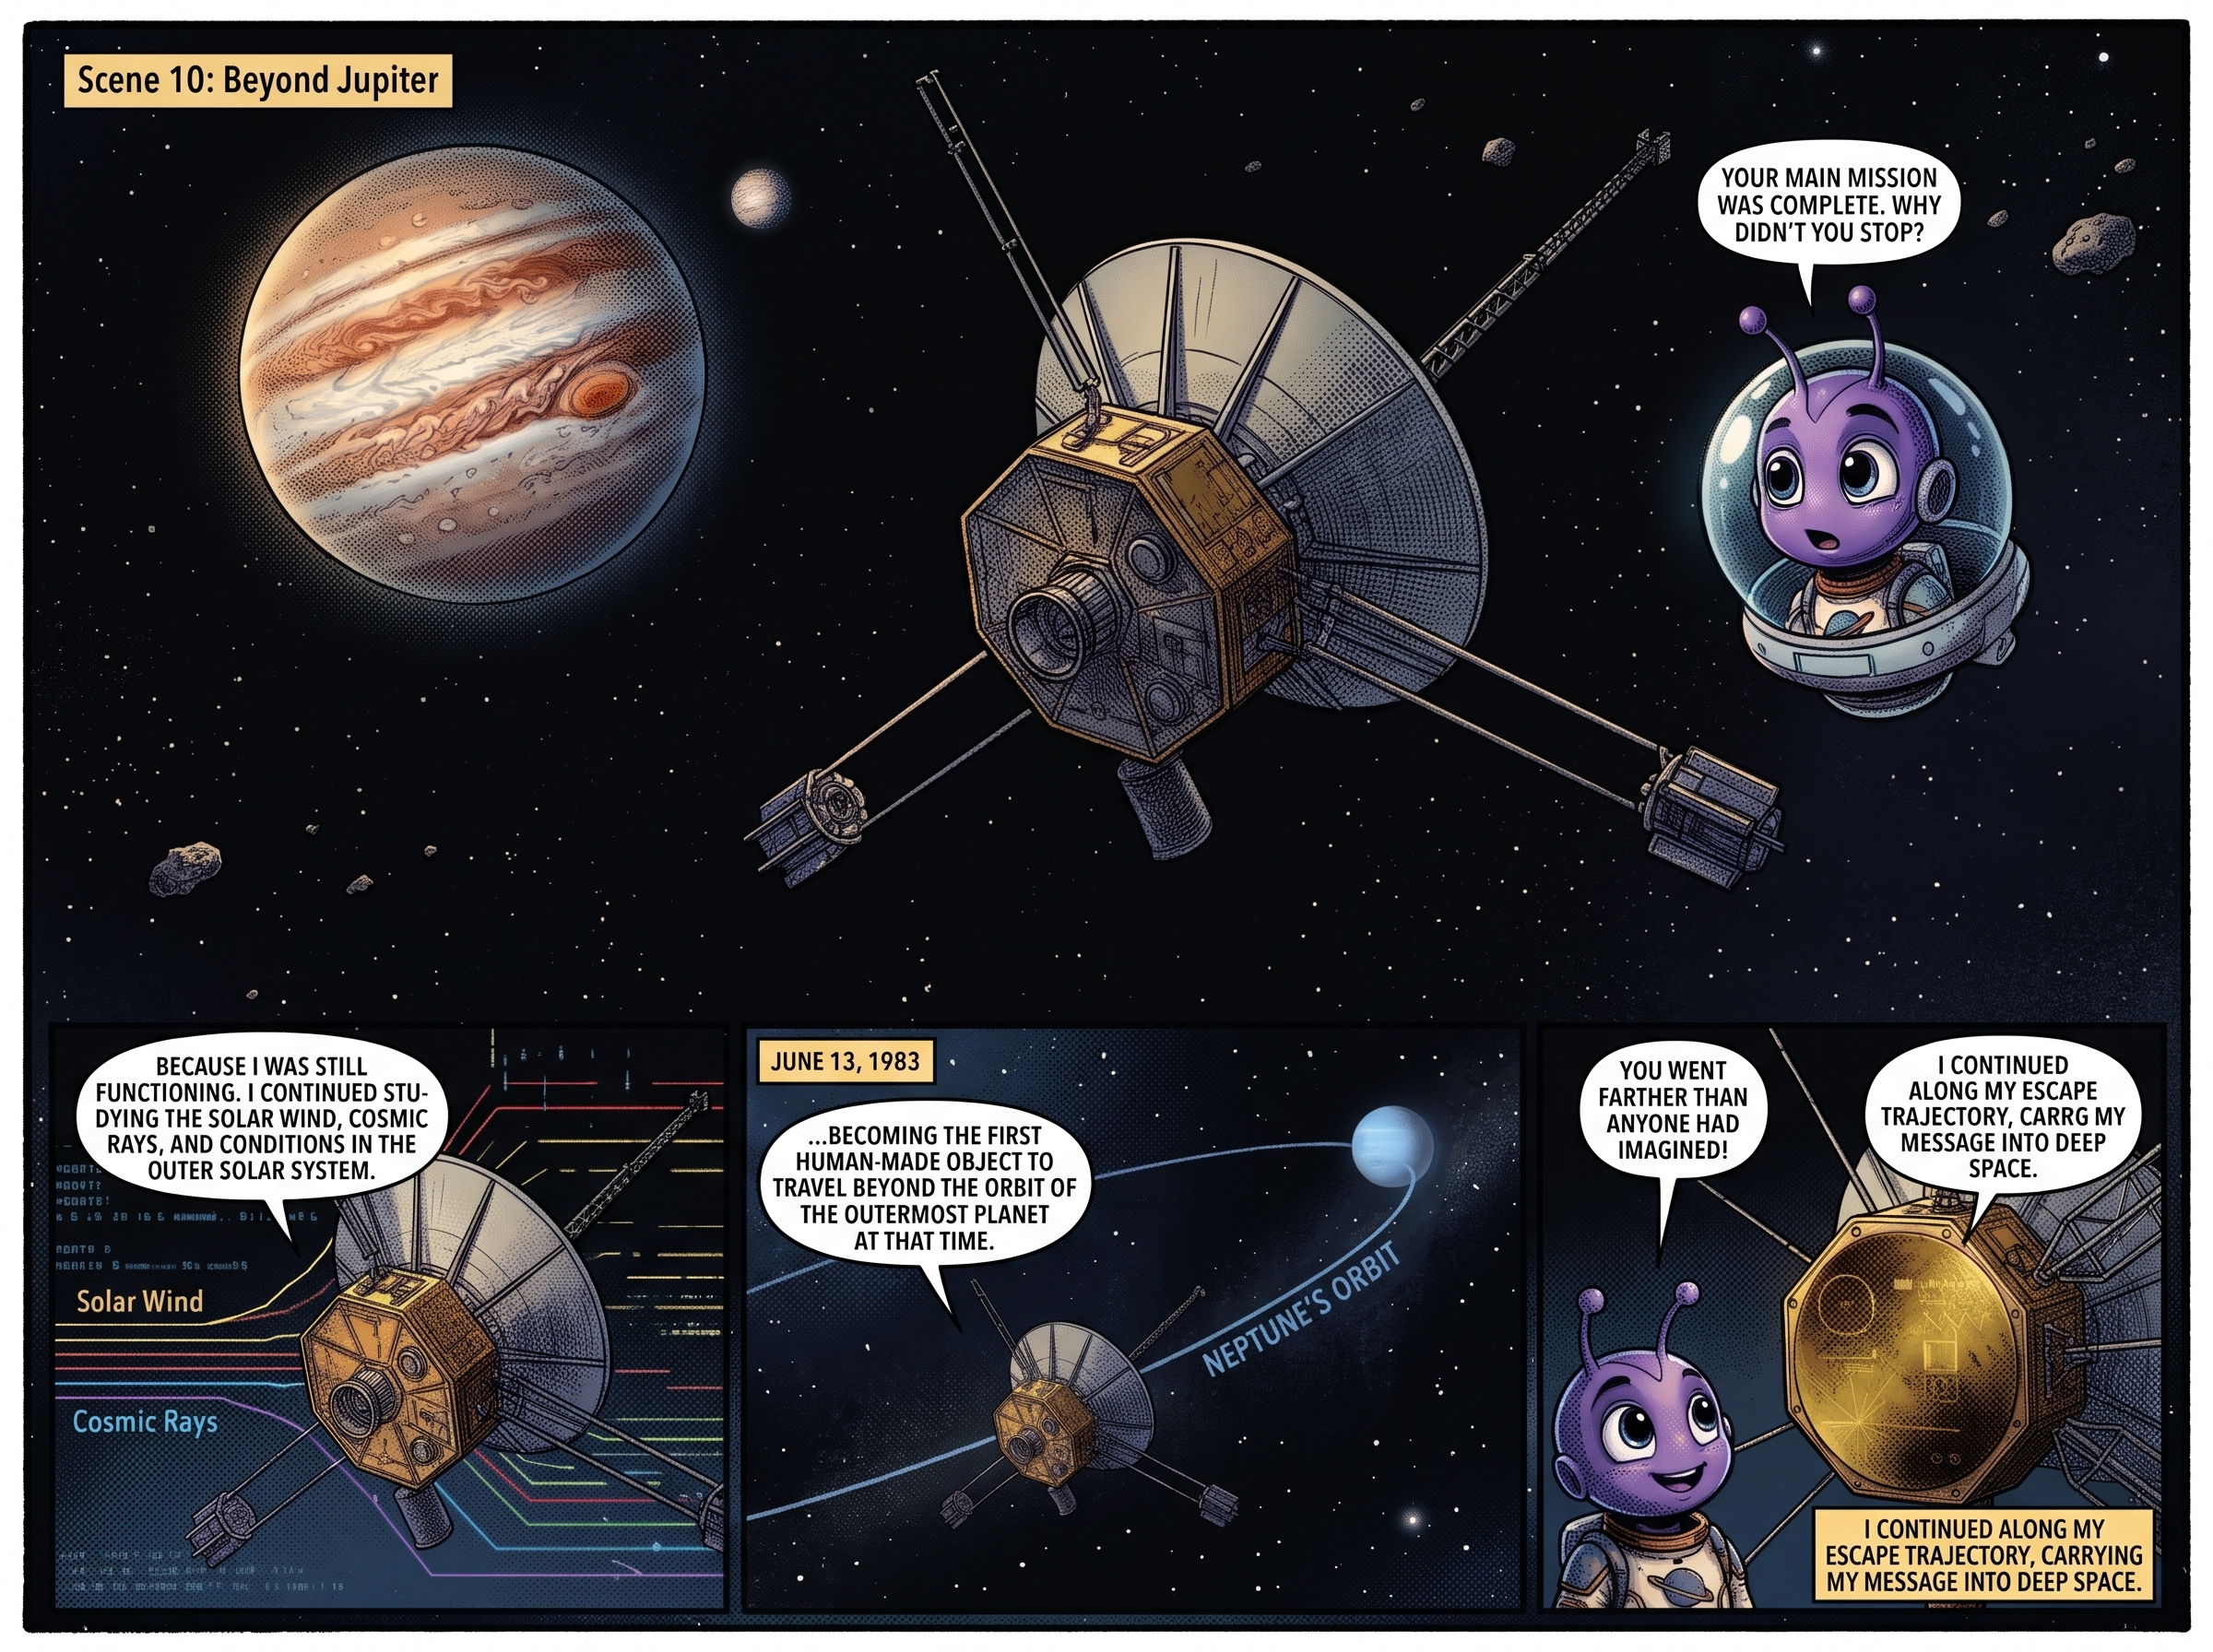 Scene 10: Beyond Jupiter
YOUR MAIN MISSION
WAS COMPLETE. WHY
DIDN'T YOU STOP?
BECAUSE I WAS STILL
FUNCTIONING. I CONTINUED STU-
DYING THE SOLAR WIND, COSMIC
RAYS, AND CONDITIONS IN THE
OUTER SOLAR SYSTEM.
Solar Wind
Cosmic Rays
JUNE 13, 1983
...BECOMING THE FIRST
HUMAN-MADE OBJECT TO
TRAVEL BEYOND THE ORBIT OF
THE OUTERMOST PLANET
AT THAT TIME.
NEPTUNE'S ORBIT
YOU WENT
FARTHER THAN
ANYONE HAD
IMAGINED!
I CONTINUED
ALONG MY ESCAPE
TRAJECTORY, CARRG MY
MESSAGE INTO DEEP
SPACE.
I CONTINUED ALONG MY
ESCAPE TRAJECTORY, CARRYING
MY MESSAGE INTO DEEP SPACE.